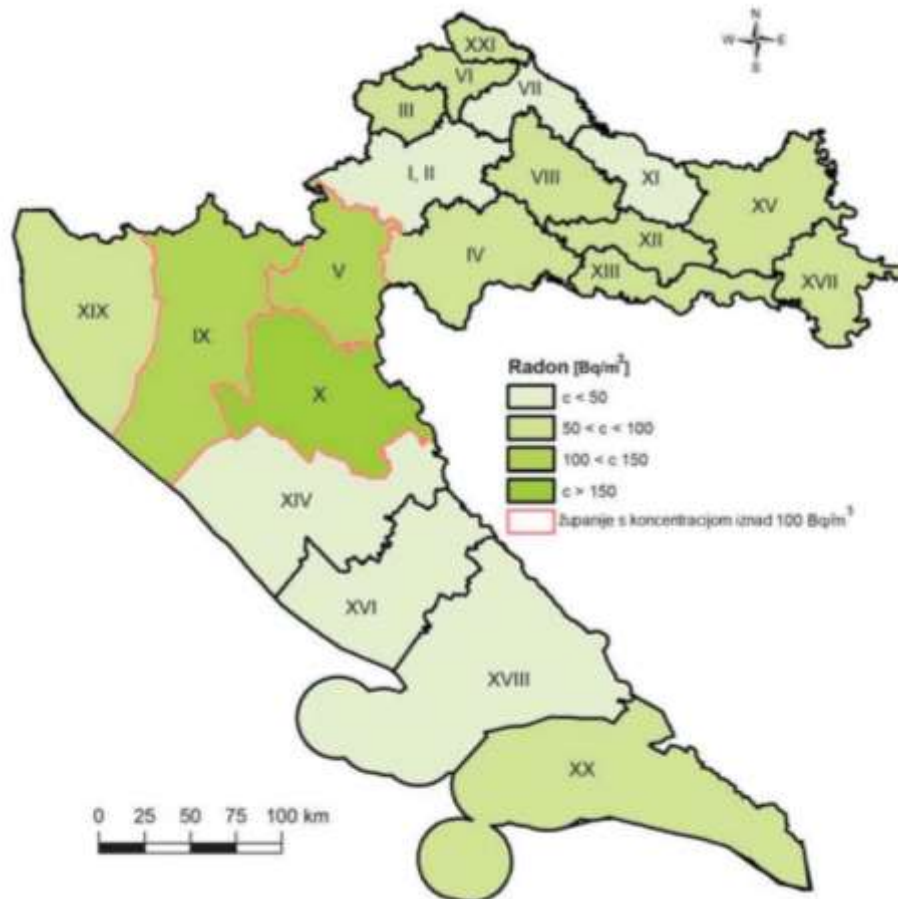 N
W E
S
XXI
VI
VII
III
I, II
VIII
XI
XV
XII
IV
XIII
XVII
V
XIX
IX
X
Radon [Bq/m³]
c < 50
50 < c < 100
100 < c 150
c > 150
županije s koncentracijom iznad 100 Bq/m³
XIV
XVI
XVIII
XX
0 25 50 75 100 km